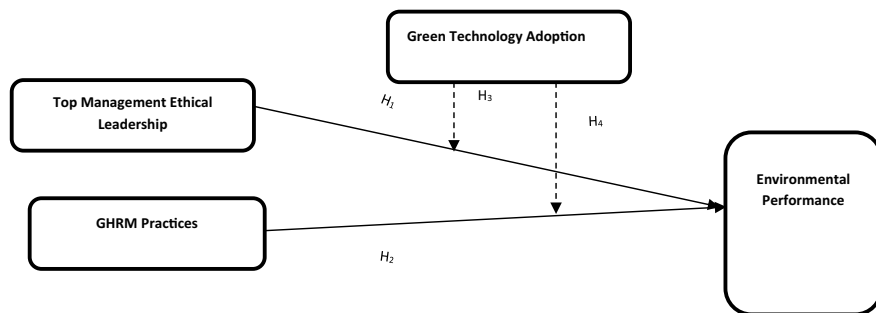 Green Technology Adoption
H₁
H₃
Top Management Ethical
Leadership
H₄
Environmental
Performance
GHRM Practices
H₂